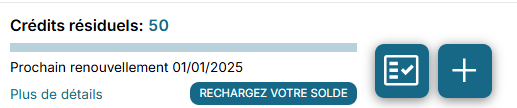 Crédits résiduels: 50
Prochain renouvellement 01/01/2025
Plus de détails
RECHARGEZ VOTRE SOLDE